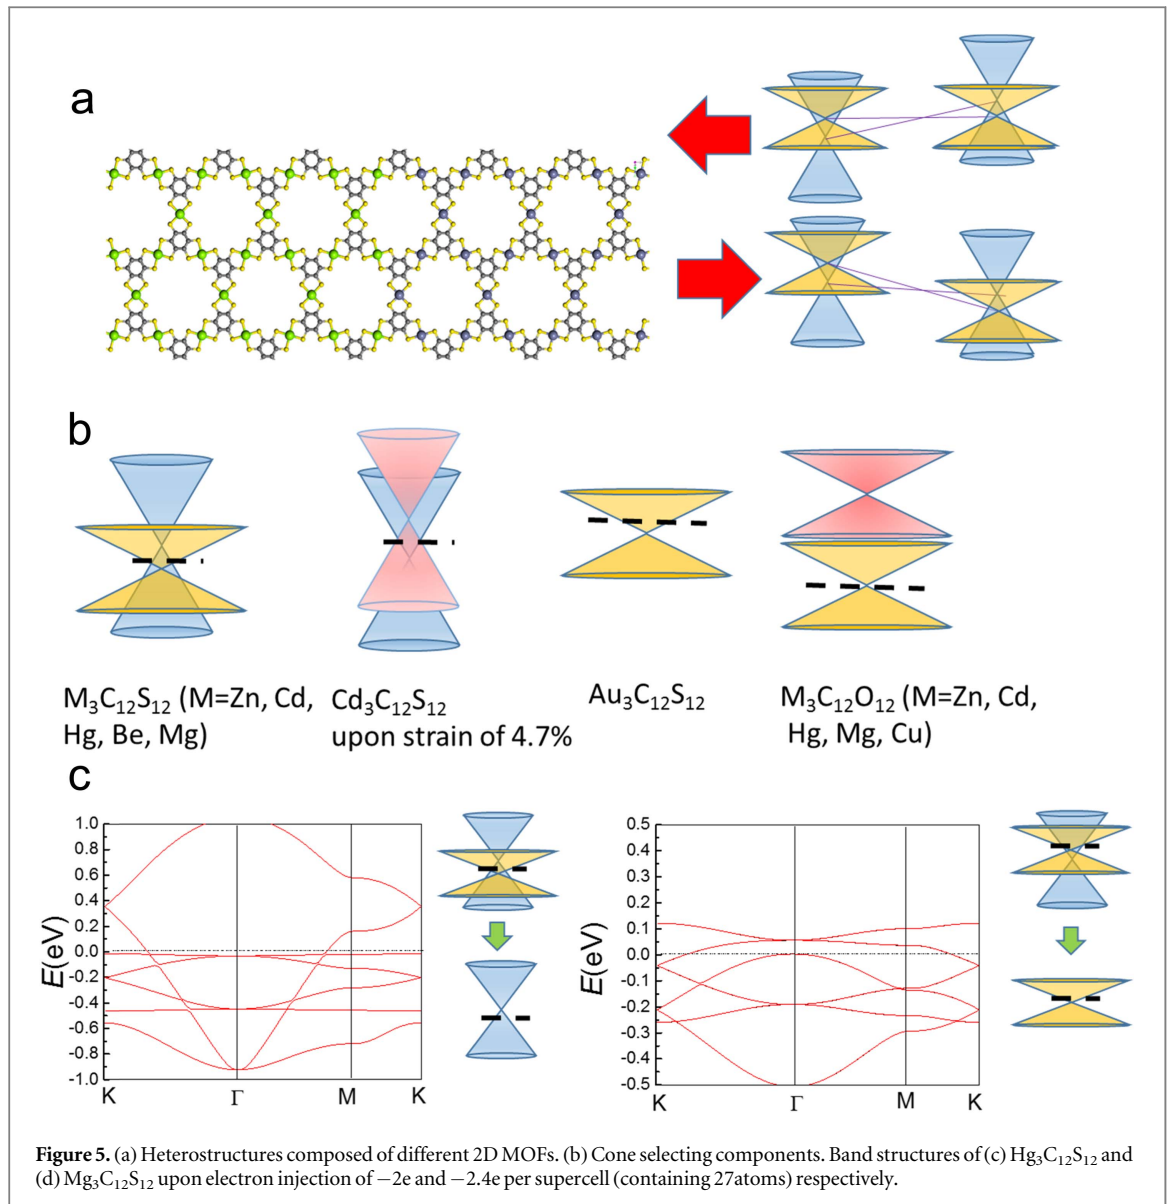 a
b
M₃C₁₂S₁₂ (M=Zn, Cd,
Hg, Be, Mg)
Cd₃C₁₂S₁₂
upon strain of 4.7%
Au₃C₁₂S₁₂
M₃C₁₂O₁₂ (M=Zn, Cd,
Hg, Mg, Cu)
c
E(eV)
1.0
0.8
0.6
0.4
0.2
0.0
-0.2
-0.4
-0.6
-0.8
-1.0
K
Γ
M
K
E(eV)
0.5
0.4
0.3
0.2
0.1
0.0
-0.1
-0.2
-0.3
-0.4
-0.5
K
Γ
M
K
Figure 5. (a) Heterostructures composed of different 2D MOFs. (b) Cone selecting components. Band structures of (c) Hg₃C₁₂S₁₂ and
(d) Mg₃C₁₂S₁₂ upon electron injection of −2e and −2.4e per supercell (containing 27atoms) respectively.